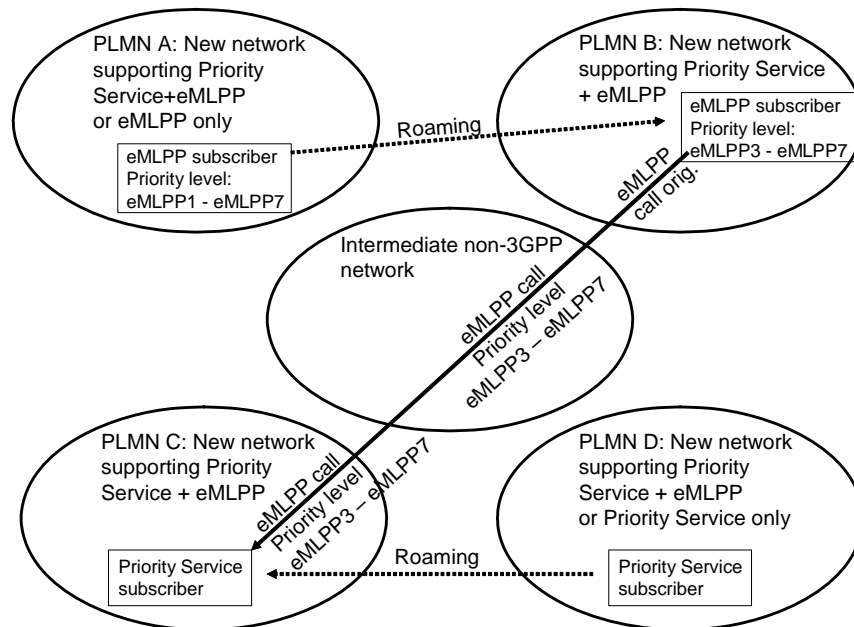 PLMN A: New network
supporting Priority
Service+eMLPP
or eMLPP only
eMLPP subscriber
Priority level:
eMLPP1 - eMLPP7
Roaming
PLMN B: New network
supporting Priority Service
+ eMLPP
eMLPP subscriber
Priority level:
eMLPP3 - eMLPP7
eMLPP
call orig.
Intermediate non-3GPP
network
eMLPP call
Priority level
eMLPP3 – eMLPP7
PLMN C: New network
supporting Priority
Service + eMLPP
eMLPP call
Priority level
eMLPP3 – eMLPP7
Priority Service
subscriber
Roaming
PLMN D: New network
supporting Priority
Service + eMLPP
or Priority Service only
Priority Service
subscriber